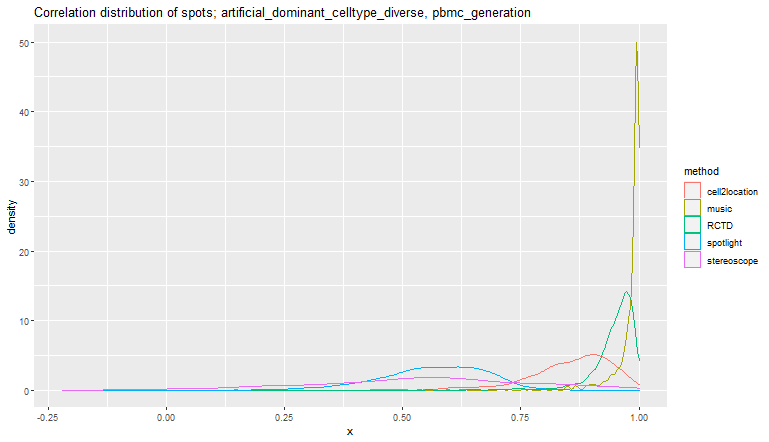 Correlation distribution of spots; artificial_dominant_celltype_diverse, pbmc_generation
50
40
30
20
10
0
density
-0.25 0.00 0.25 0.50 0.75 1.00
x
method
cell2location
music
RCTD
spotlight
stereoscope